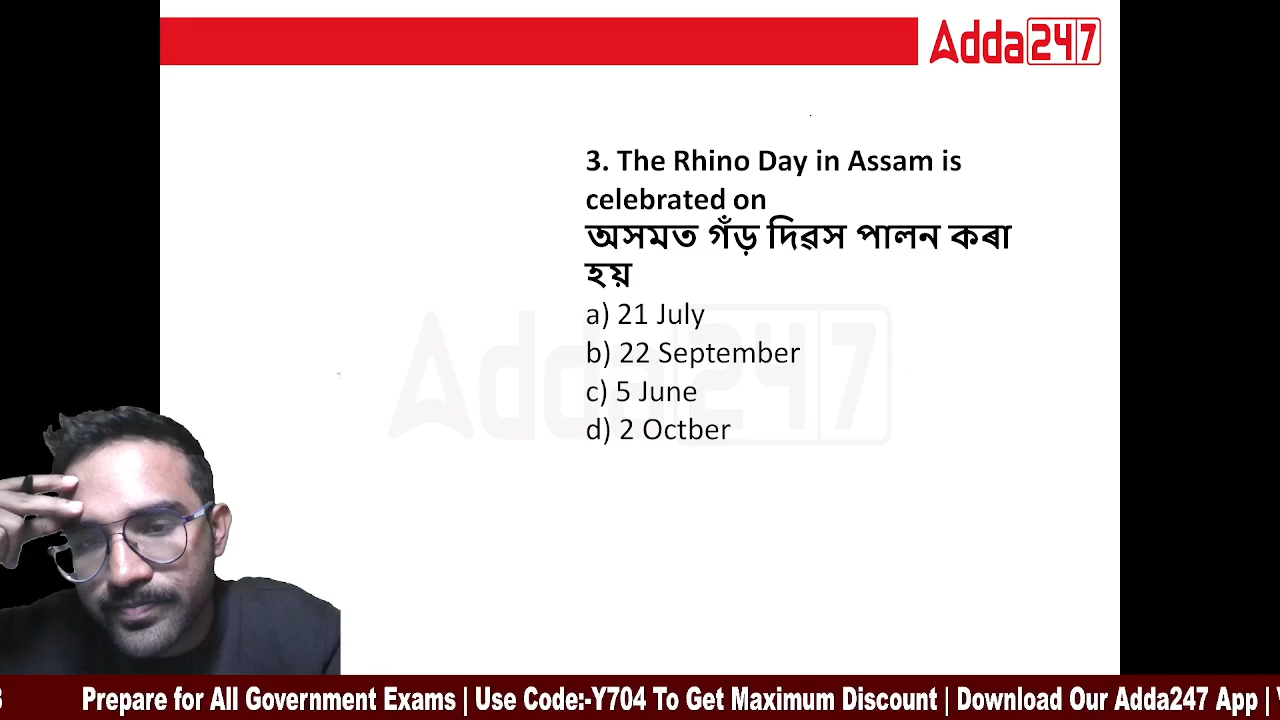 Adda247
3. The Rhino Day in Assam is
celebrated on
অসমত গঁড় দিৱস পালন কৰা
হয়
a) 21 July
b) 22 September
c) 5 June
d) 2 Octber
Adda247
Prepare for All Government Exams | Use Code:-Y704 To Get Maximum Discount | Download Our Adda247 App |